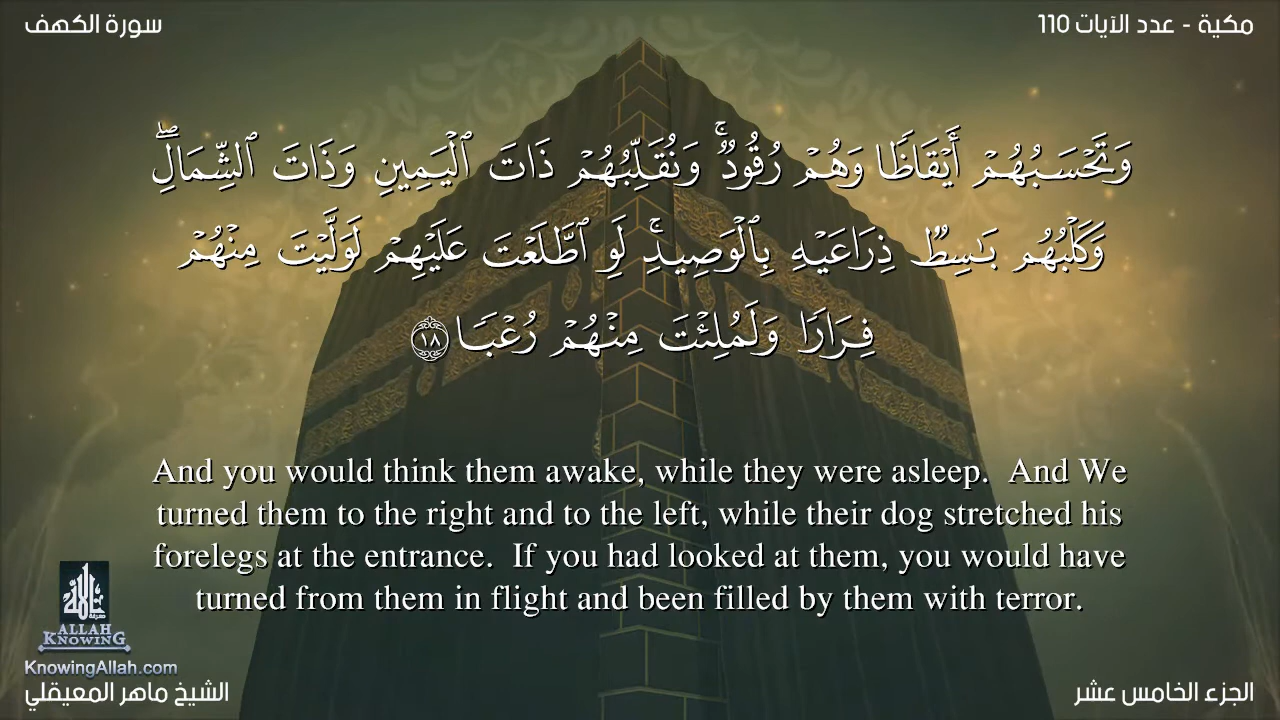 سورة الكهف
مكية - عدد الآيات 110
وَتَحْسَبُهُمْ أَيْقَاظًا وَهُمْ رُقُودٌ ۚ وَنُقَلِّبُهُمْ ذَاتَ ٱلْيَمِينِ وَذَاتَ ٱلشِّمَالِ ۖ
وَكَلْبُهُم بَـٰسِطٌ ذِرَاعَيْهِ بِٱلْوَصِيدِ ۚ لَوِ ٱطَّلَعْتَ عَلَيْهِمْ لَوَلَّيْتَ مِنْهُمْ
فِرَارًا وَلَمُلِئْتَ مِنْهُمْ رُعْبًا ١٨
And you would think them awake, while they were asleep. And We
turned them to the right and to the left, while their dog stretched his
forelegs at the entrance. If you had looked at them, you would have
turned from them in flight and been filled by them with terror.
ALLAH
KNOWING
KnowingAllah.com
الشيخ ماهر المعيقلي
الجزء الخامس عشر